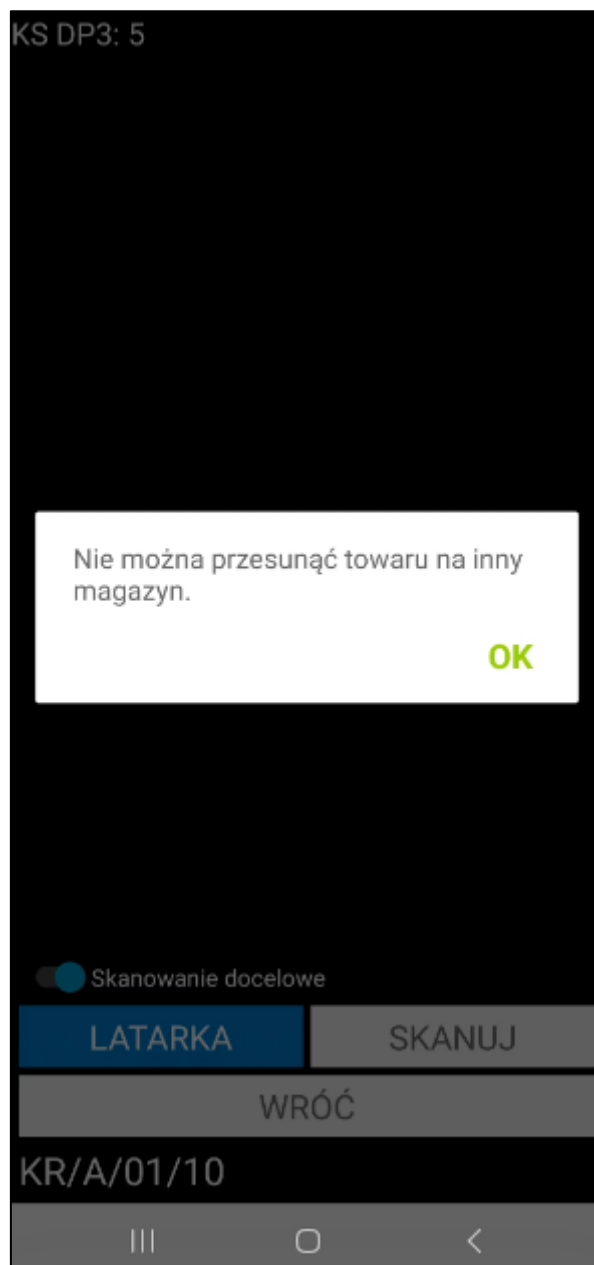 KS DP3: 5
Nie można przesunąć towaru na inny
magazyn.
OK
Skanowanie docelowe
LATARKA SKANUJ
WRÓĆ
KR/A/01/10